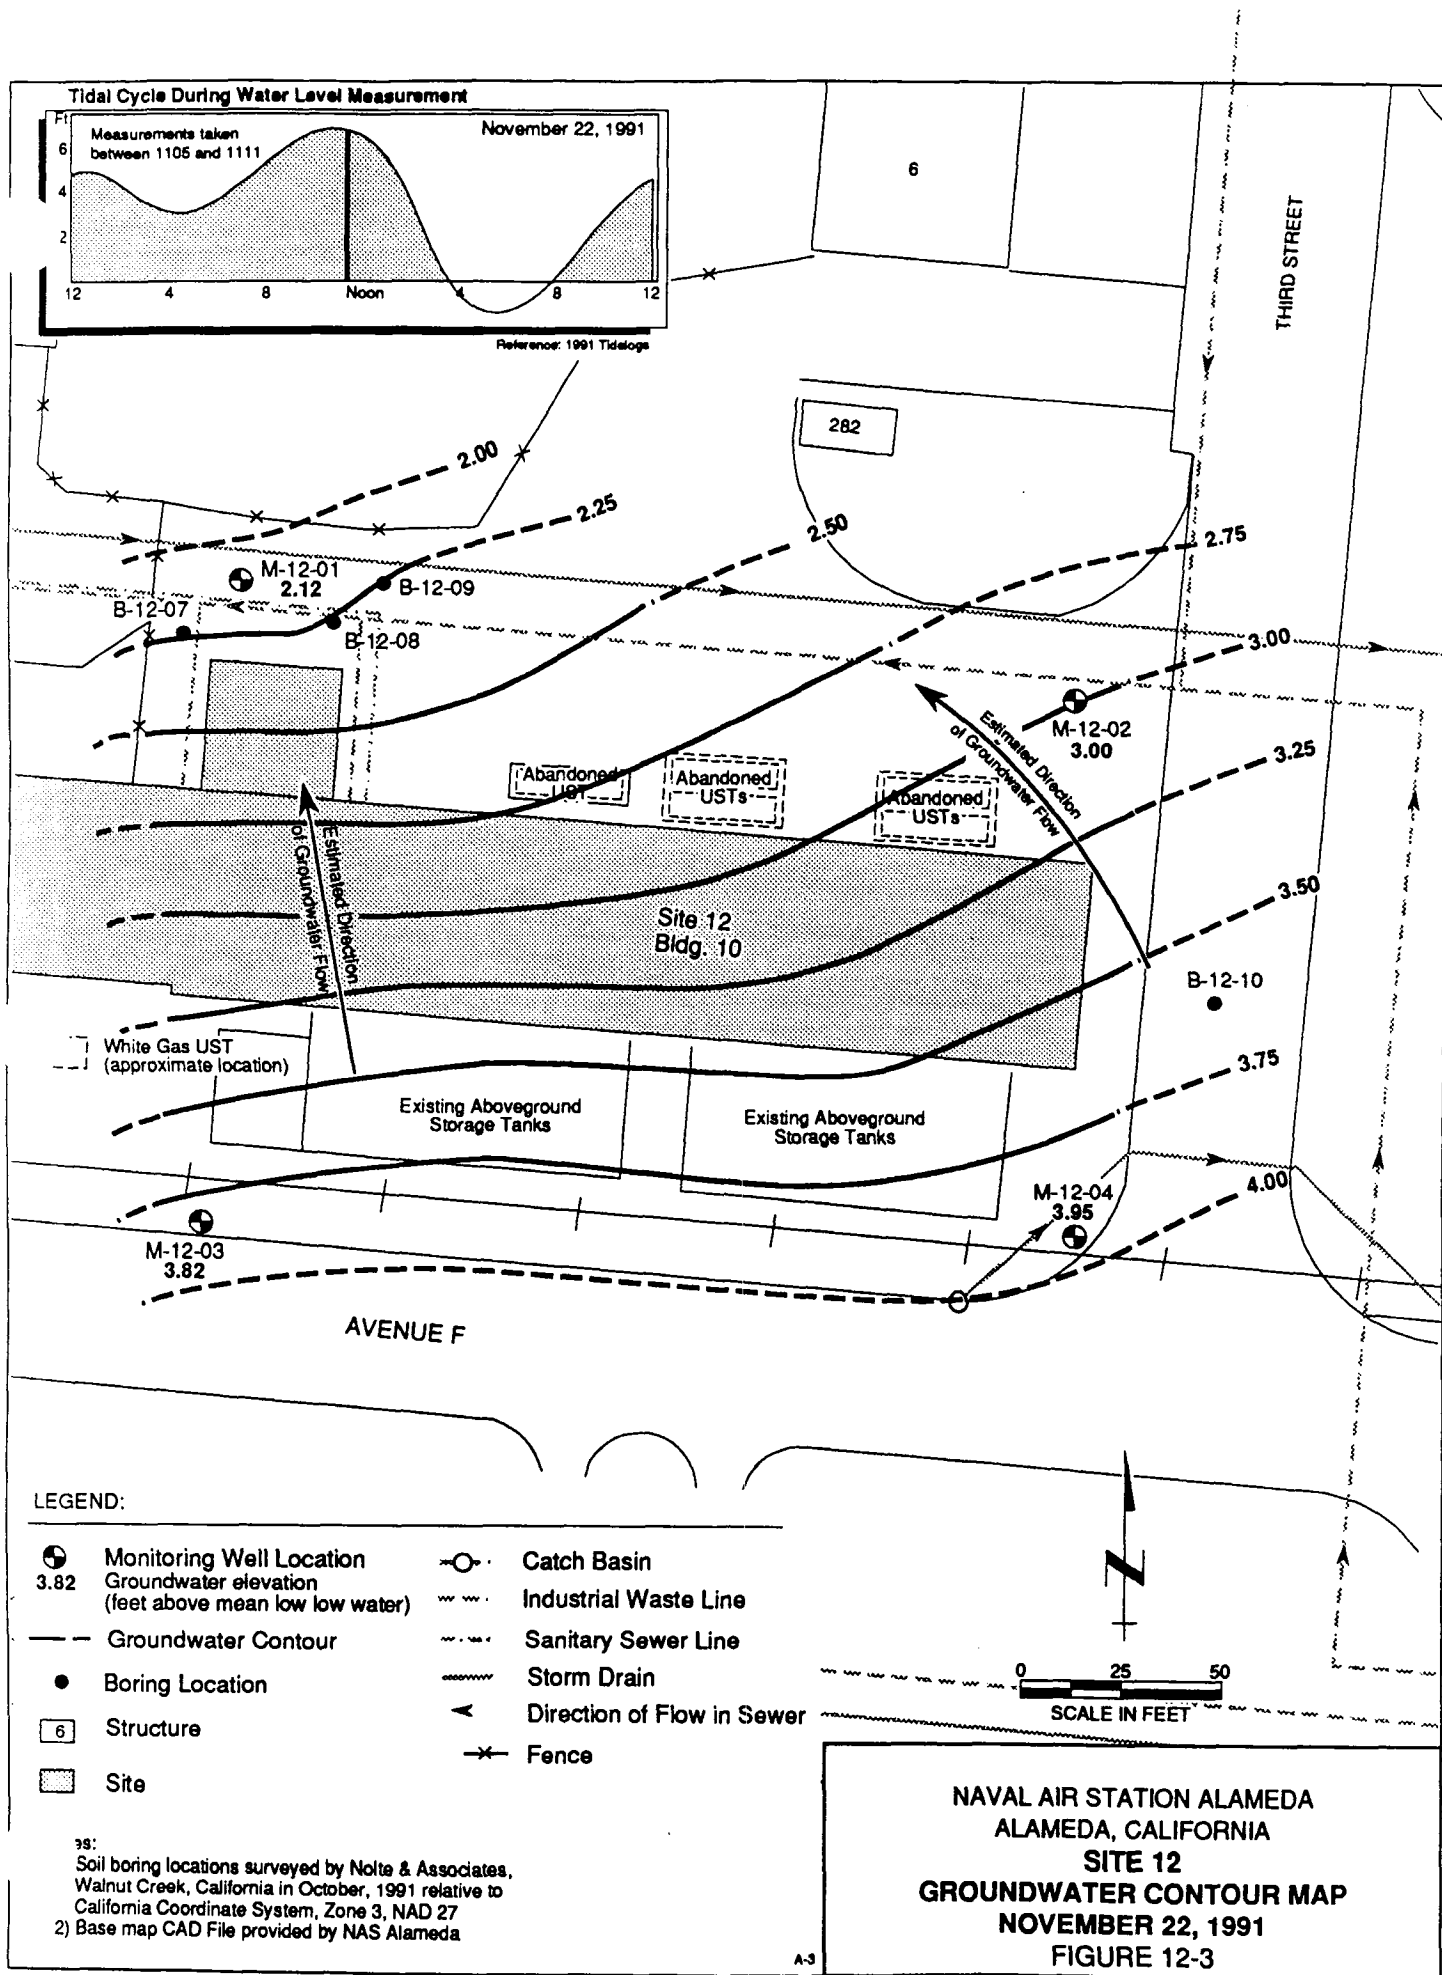 Tidal Cycle During Water Level Measurement
Ft
Measurements taken
between 1105 and 1111
November 22, 1991
6
4
2
12
4
8
Noon
4
8
12
Reference: 1991 Tidelogs
6
THIRD STREET
282
2.00
2.25
2.50
2.75
3.00
3.25
3.50
3.75
4.00
M-12-01
2.12
B-12-09
B-12-07
B-12-08
M-12-02
3.00
Estimated Direction
of Groundwater Flow
Abandoned
UST
Abandoned
USTs
Abandoned
USTs
Estimated Direction
of Groundwater Flow
Site 12
Bldg. 10
B-12-10
White Gas UST
(approximate location)
Existing Aboveground
Storage Tanks
Existing Aboveground
Storage Tanks
M-12-04
3.95
M-12-03
3.82
AVENUE F
LEGEND:
Monitoring Well Location
3.82 Groundwater elevation
(feet above mean low low water)
Groundwater Contour
Boring Location
6 Structure
Site
Catch Basin
Industrial Waste Line
Sanitary Sewer Line
Storm Drain
Direction of Flow in Sewer
Fence
N
0 25 50
SCALE IN FEET
es:
Soil boring locations surveyed by Nolte & Associates,
Walnut Creek, California in October, 1991 relative to
California Coordinate System, Zone 3, NAD 27
2) Base map CAD File provided by NAS Alameda
A-3
NAVAL AIR STATION ALAMEDA
ALAMEDA, CALIFORNIA
SITE 12
GROUNDWATER CONTOUR MAP
NOVEMBER 22, 1991
FIGURE 12-3